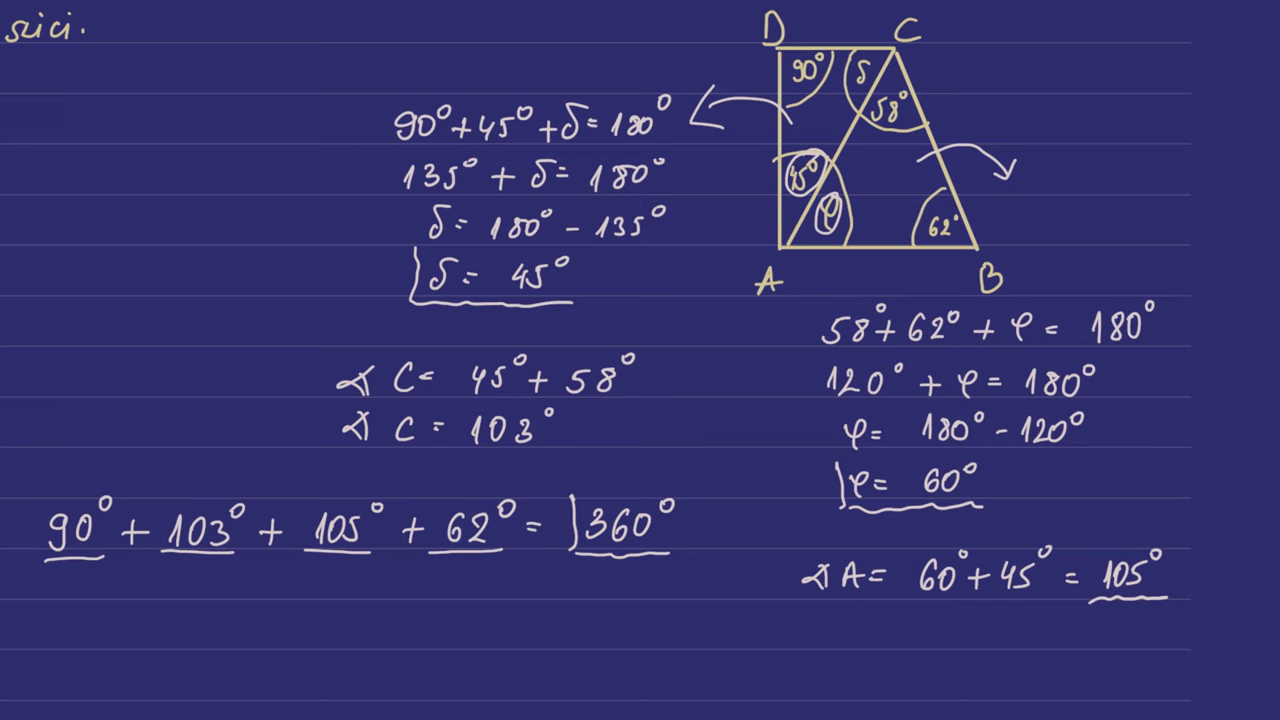 sici.
D C
90° δ
58°
45°
φ
62°
A B
90° + 45° + δ = 180°
135° + δ = 180°
δ = 180° - 135°
δ = 45°
∢ C = 45° + 58°
∢ C = 103°
58° + 62° + φ = 180°
120° + φ = 180°
φ = 180° - 120°
φ = 60°
∢ A = 60° + 45° = 105°
90° + 103° + 105° + 62° = 360°